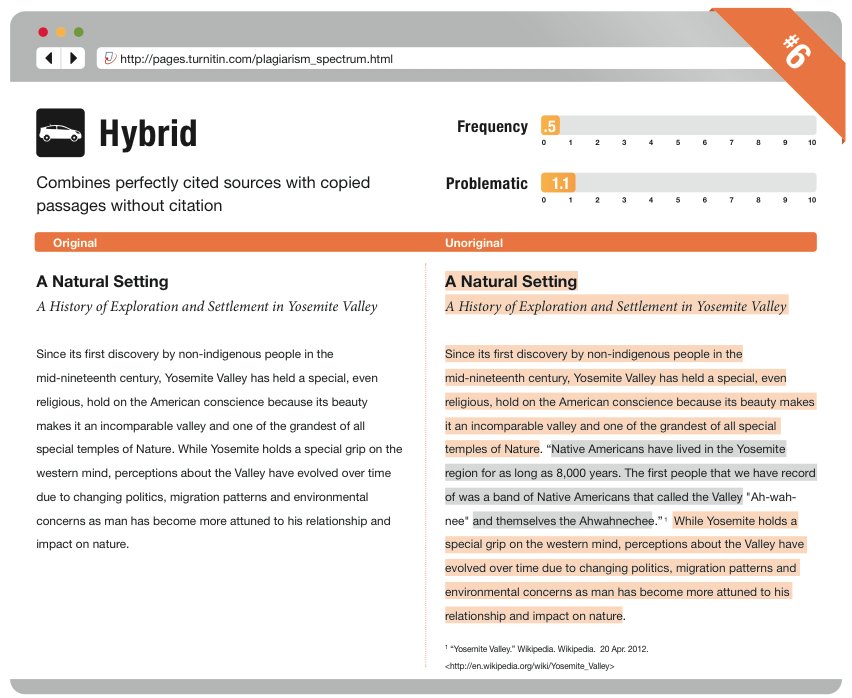 http://pages.turnitin.com/plagiarism_spectrum.html
#6
Hybrid
Combines perfectly cited sources with copied
passages without citation
Frequency
.5
0 1 2 3 4 5 6 7 8 9 10
Problematic
1.1
0 1 2 3 4 5 6 7 8 9 10
Original
Unoriginal
A Natural Setting
A History of Exploration and Settlement in Yosemite Valley
Since its first discovery by non-indigenous people in the
mid-nineteenth century, Yosemite Valley has held a special, even
religious, hold on the American conscience because its beauty
makes it an incomparable valley and one of the grandest of all
special temples of Nature. While Yosemite holds a special grip on the
western mind, perceptions about the Valley have evolved over time
due to changing politics, migration patterns and environmental
concerns as man has become more attuned to his relationship and
impact on nature.
A Natural Setting
A History of Exploration and Settlement in Yosemite Valley
Since its first discovery by non-indigenous people in the
mid-nineteenth century, Yosemite Valley has held a special, even
religious, hold on the American conscience because its beauty makes
it an incomparable valley and one of the grandest of all special
temples of Nature. “Native Americans have lived in the Yosemite
region for as long as 8,000 years. The first people that we have record
of was a band of Native Americans that called the Valley "Ah-wah-
nee" and themselves the Ahwahnechee.” ¹ While Yosemite holds a
special grip on the western mind, perceptions about the Valley have
evolved over time due to changing politics, migration patterns and
environmental concerns as man has become more attuned to his
relationship and impact on nature.
¹ “Yosemite Valley.” Wikipedia. Wikipedia. 20 Apr. 2012.
<http://en.wikipedia.org/wiki/Yosemite_Valley>